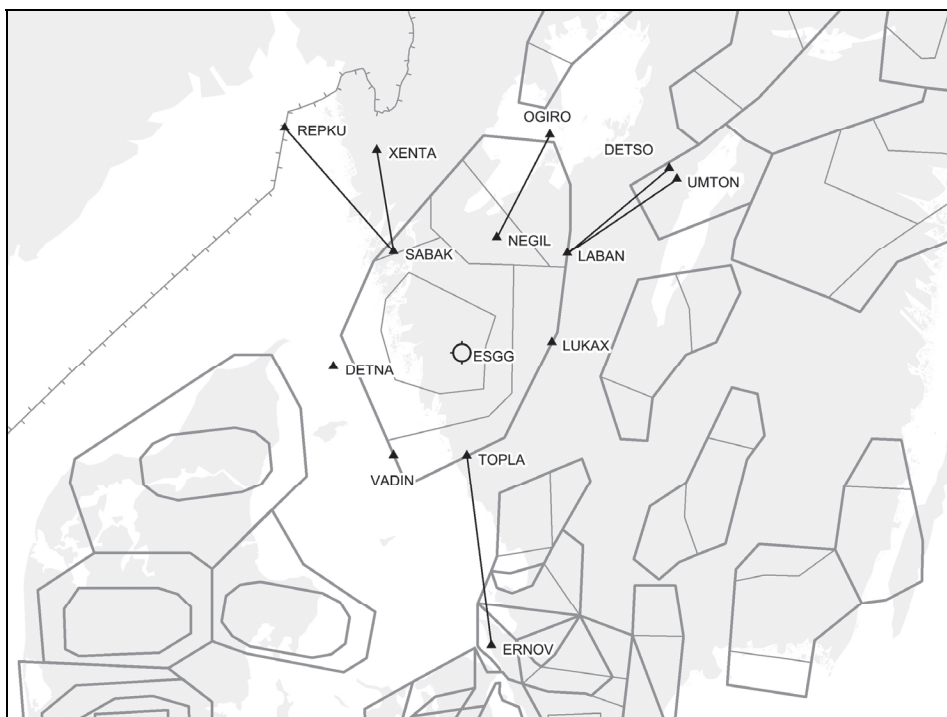 OGIRO
REPKU
XENTA
DETSO
UMTON
NEGIL
SABAK
LABAN
LUKAX
ESGG
DETNA
TOPLA
VADIN
ERNOV